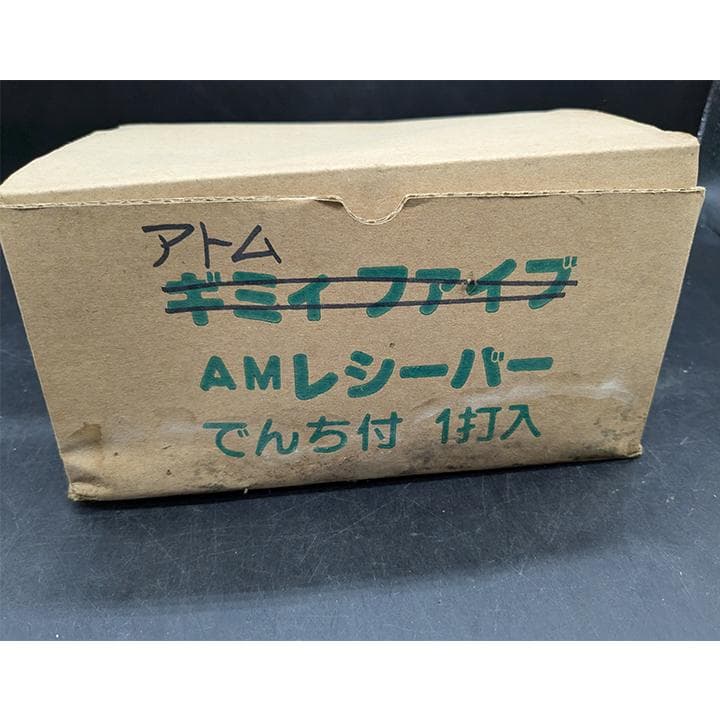 アトム
ギミィファイブ
AMレシーバー
でんち付 1打入